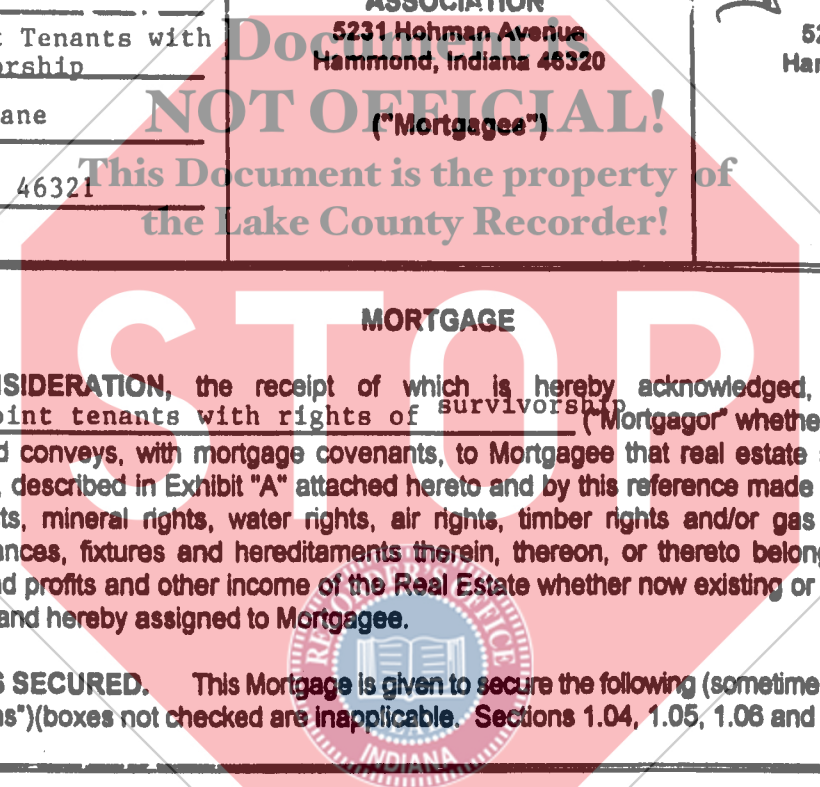 ASSOCIATION
t Tenants with
5231 Hohman Avenue
52
orship
Hammond, Indiana 46320
Har
ane
("Mortgagee")
46321
Document is
NOT OFFICIAL!
This Document is the property of
the Lake County Recorder!
STOP
MORTGAGE
NSIDERATION, the receipt of which is hereby acknowledged,
oint tenants with rights of survivorship ("Mortgagor" whethe
d conveys, with mortgage covenants, to Mortgagee that real estate
, described in Exhibit "A" attached hereto and by this reference made
ts, mineral rights, water rights, air rights, timber rights and/or gas
ances, fixtures and hereditaments therein, thereon, or thereto belong
nd profits and other income of the Real Estate whether now existing or
and hereby assigned to Mortgagee.
S SECURED. This Mortgage is given to secure the following (sometime
ns")(boxes not checked are inapplicable. Sections 1.04, 1.05, 1.06 and
RECORDER'S OFFICE
SEAL
INDIANA